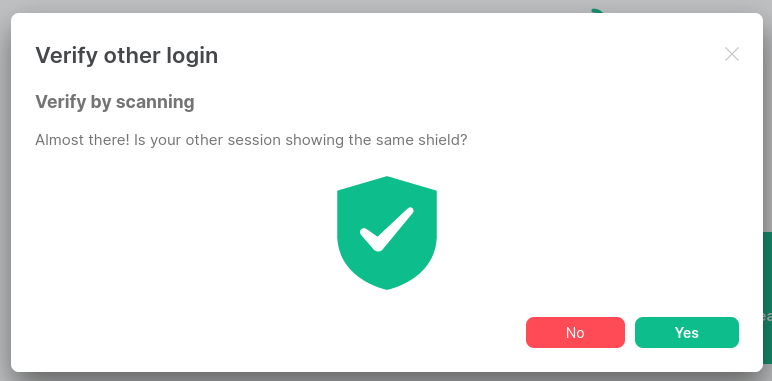 Verify other login
Verify by scanning
Almost there! Is your other session showing the same shield?
No
Yes